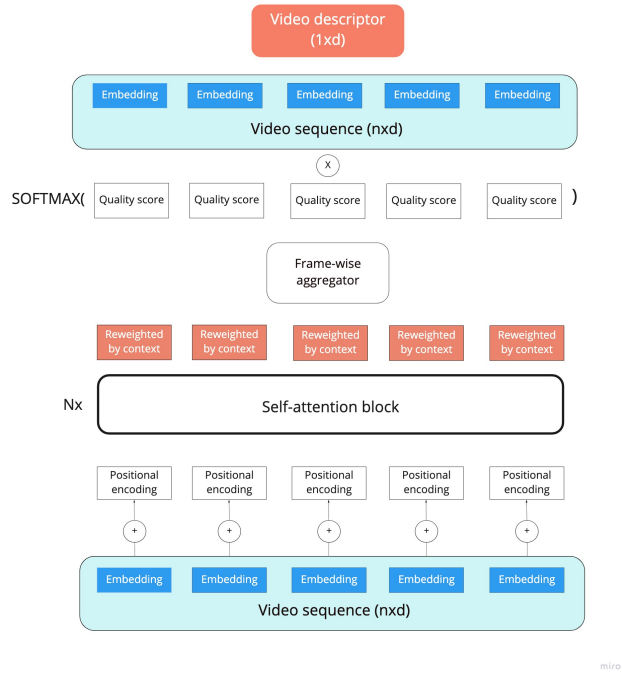 Video descriptor
(1xd)
Embedding Embedding Embedding Embedding Embedding
Video sequence (nxd)
X
SOFTMAX( Quality score Quality score Quality score Quality score Quality score )
Frame-wise
aggregator
Reweighted Reweighted Reweighted Reweighted Reweighted
by context by context by context by context by context
Nx Self-attention block
Positional Positional Positional Positional Positional
encoding encoding encoding encoding encoding
+ + + + +
Embedding Embedding Embedding Embedding Embedding
Video sequence (nxd)
miro